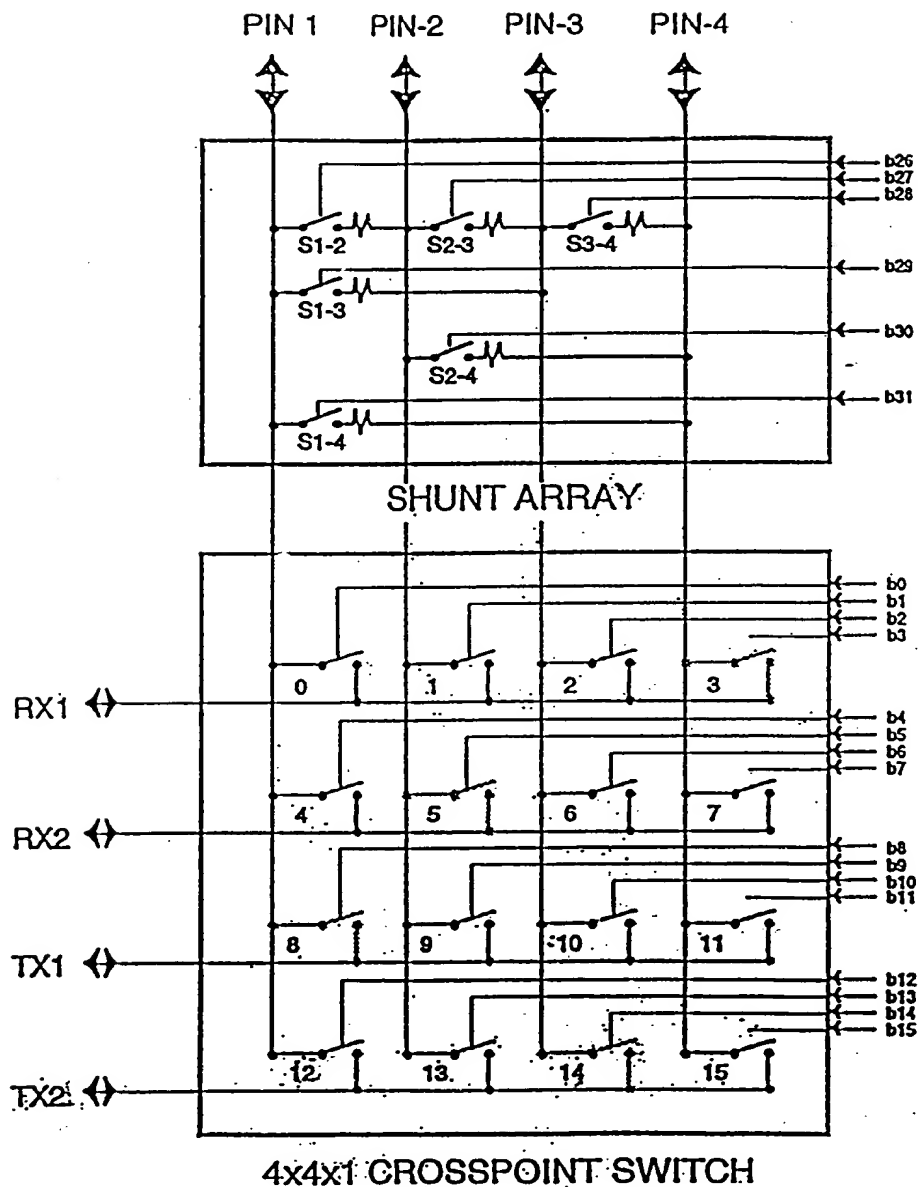 PIN 1 PIN-2 PIN-3 PIN-4
b26
b27
b28
S1-2 S2-3 S3-4
b29
S1-3
b30
S2-4
b31
S1-4
SHUNT ARRAY
b0
b1
b2
b3
0 1 2 3
RX1
b4
b5
b6
b7
4 5 6 7
RX2
b8
b9
b10
b11
8 9 10 11
TX1
b12
b13
b14
b15
12 13 14 15
TX2
4x4x1 CROSSPOINT SWITCH